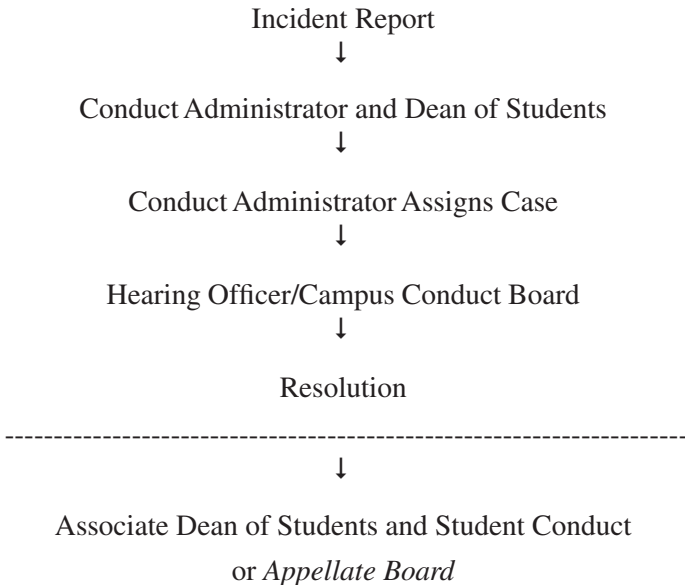 Incident Report
↓
Conduct Administrator and Dean of Students
↓
Conduct Administrator Assigns Case
↓
Hearing Officer/Campus Conduct Board
↓
Resolution
-----------------------------------------------------------------------
↓
Associate Dean of Students and Student Conduct
or Appellate Board